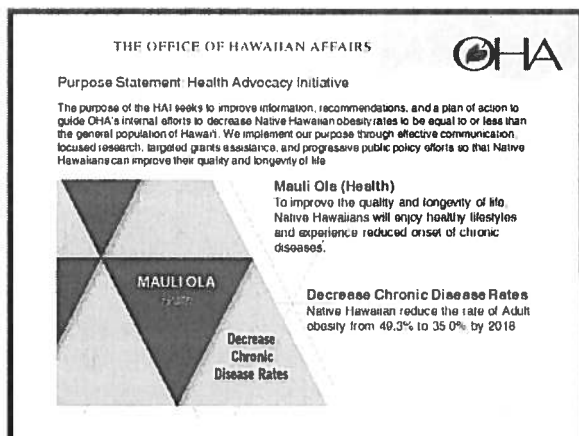 THE OFFICE OF HAWAIIAN AFFAIRS
OHA
Purpose Statement: Health Advocacy Initiative
The purpose of the HAI seeks to improve information, recommendations, and a plan of action to
guide OHA's internal efforts to decrease Native Hawaiian obesity rates to be equal to or less than
the general population of Hawai'i. We implement our purpose through effective communication,
focused research, targeted grants assistance, and progressive public policy efforts so that Native
Hawaiians can improve their quality and longevity of life
Mauli Ola (Health)
To improve the quality and longevity of life,
Native Hawaiians will enjoy healthy lifestyles
and experience reduced onset of chronic
diseases.
MAULI OLA
Health
Decrease
Chronic
Disease Rates
Decrease Chronic Disease Rates
Native Hawaiian reduce the rate of Adult
obesity from 49.3% to 35.0% by 2018